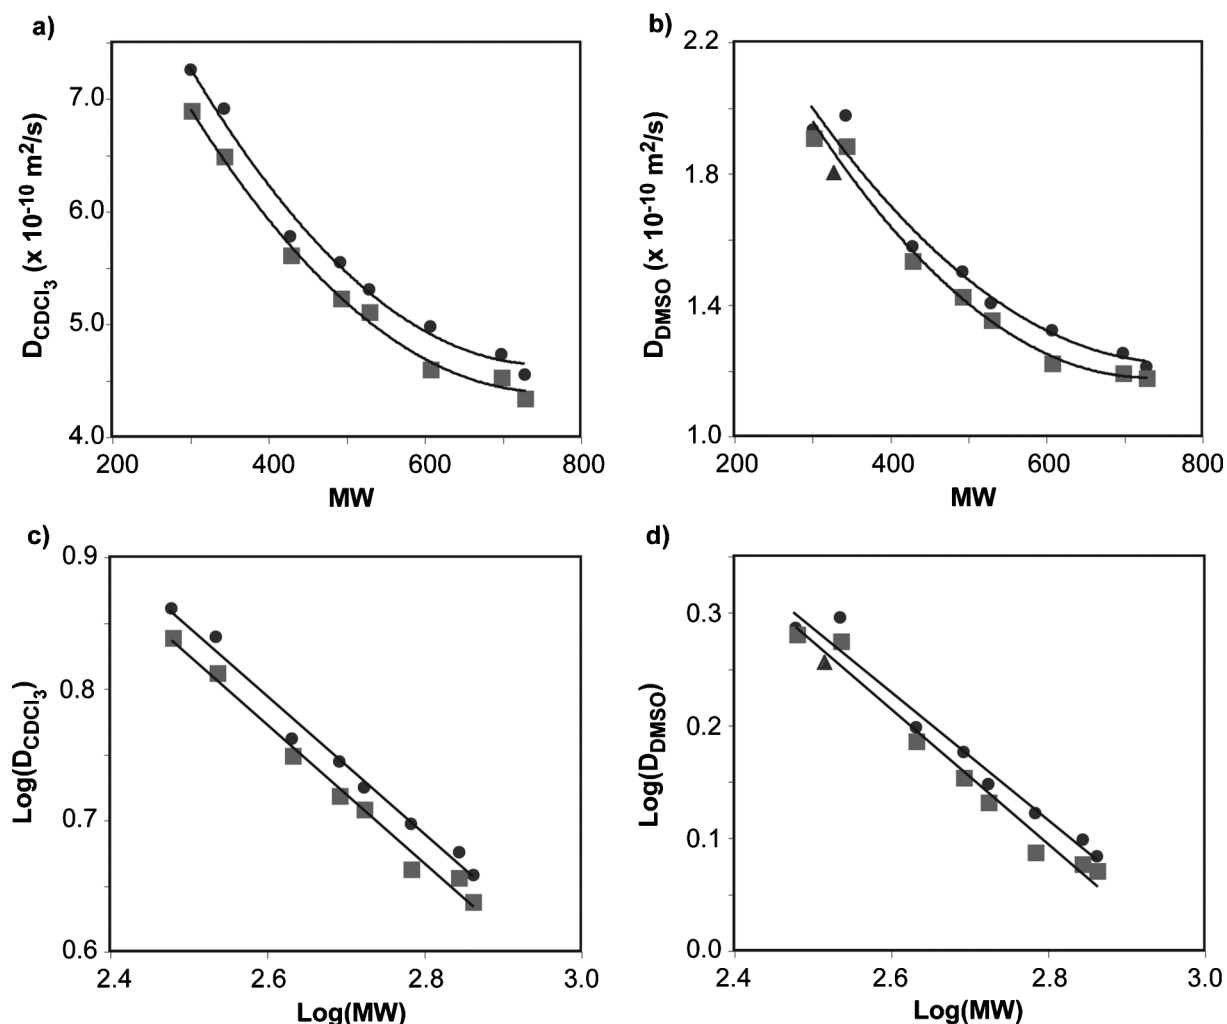 a)
D_CDCl₃ (x 10⁻¹⁰ m²/s)
7.0
6.0
5.0
4.0
200 400 600 800
MW
b)
D_DMSO (x 10⁻¹⁰ m²/s)
2.2
1.8
1.4
1.0
200 400 600 800
MW
c)
Log(D_CDCl₃)
0.9
0.8
0.7
0.6
2.4 2.6 2.8 3.0
Log(MW)
d)
Log(D_DMSO)
0.3
0.2
0.1
0.0
2.4 2.6 2.8 3.0
Log(MW)